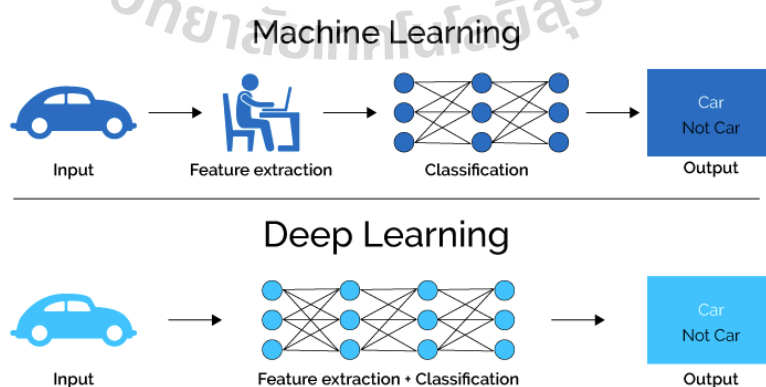 Machine Learning
Input
Feature extraction
Classification
Car
Not Car
Output
Deep Learning
Input
Feature extraction + Classification
Car
Not Car
Output